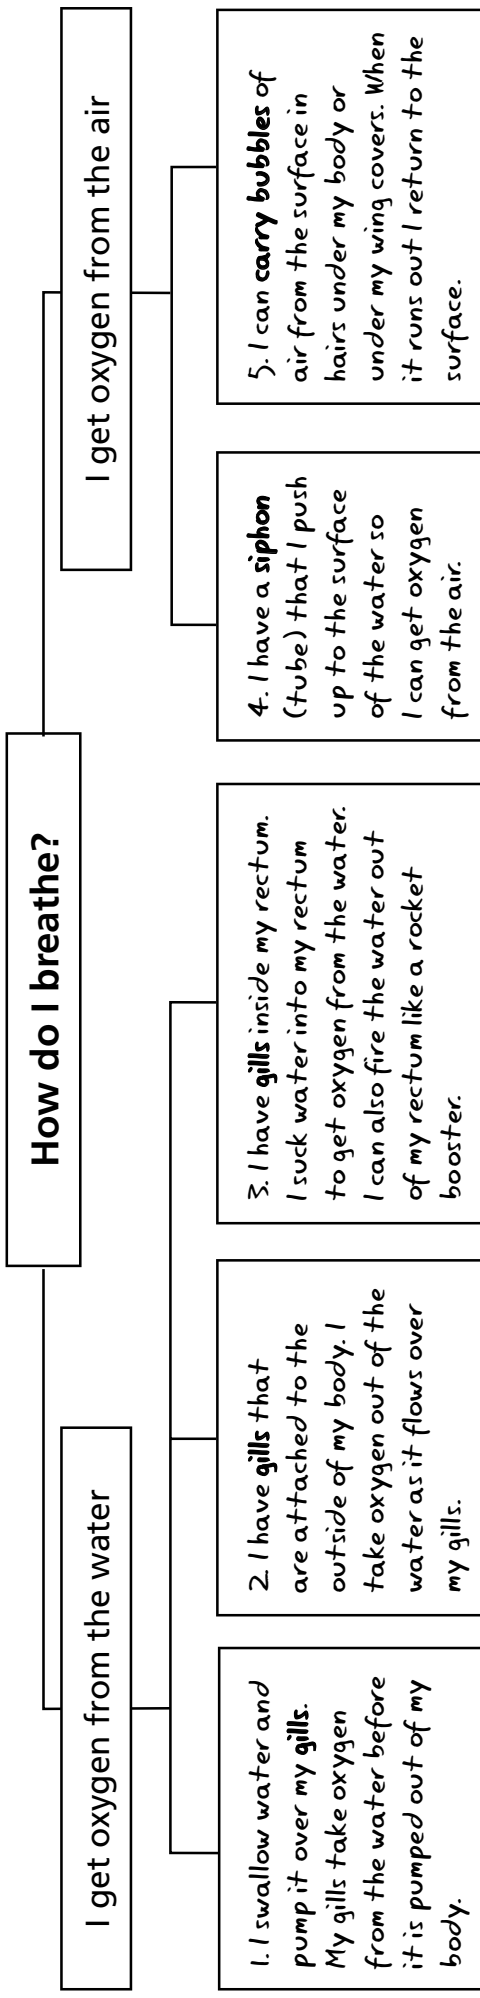 How do I breathe?
I get oxygen from the water
I get oxygen from the air
1. I swallow water and
pump it over my gills.
My gills take oxygen
from the water before
it is pumped out of my
body.
2. I have gills that
are attached to the
outside of my body. I
take oxygen out of the
water as it flows over
my gills.
3. I have gills inside my rectum.
I suck water into my rectum
to get oxygen from the water.
I can also fire the water out
of my rectum like a rocket
booster.
4. I have a siphon
(tube) that I push
up to the surface
of the water so
I can get oxygen
from the air.
5. I can carry bubbles of
air from the surface in
hairs under my body or
under my wing covers. When
it runs out I return to the
surface.